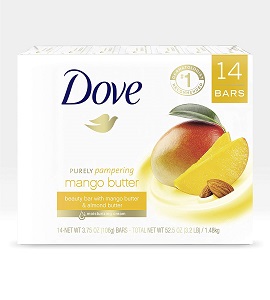 14
BARS
#1
Dove
PURELY pampering
mango butter
beauty bar with mango butter
& almond butter
14-NET WT 3.75 OZ (106g) BARS - TOTAL NET WT 52.5 OZ (3.2 LB) / 1.48kg